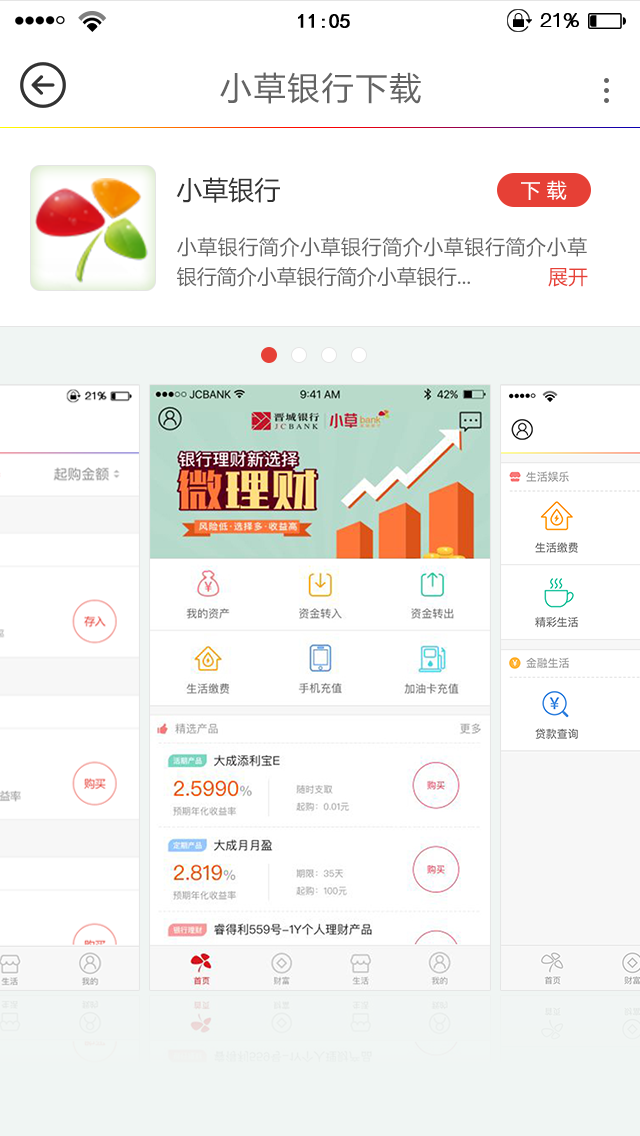 11:05
21%
小草银行下载
小草银行
下载
小草银行简介小草银行简介小草银行简介小草
银行简介小草银行简介小草银行...
展开
21%
起购金额
存入
益率
购买
生活
我的
JCBANK
9:41 AM
42%
晋城银行
JCBANK
小草bank
银行理财新选择
微理财
风险低·选择多·收益高
我的资产
资金转入
资金转出
生活缴费
手机充值
加油卡充值
精选产品
更多
活期产品
大成添利宝E
2.5990%
预期年化收益率
随时支取
起购：0.01元
购买
定期产品
大成月月盈
2.819%
预期年化收益率
期限：35天
起购：100元
购买
银行理财
睿得利559号-1Y个人理财产品
首页
财富
生活
我的
生活娱乐
生活缴费
精彩生活
金融生活
贷款查询
首页
财富